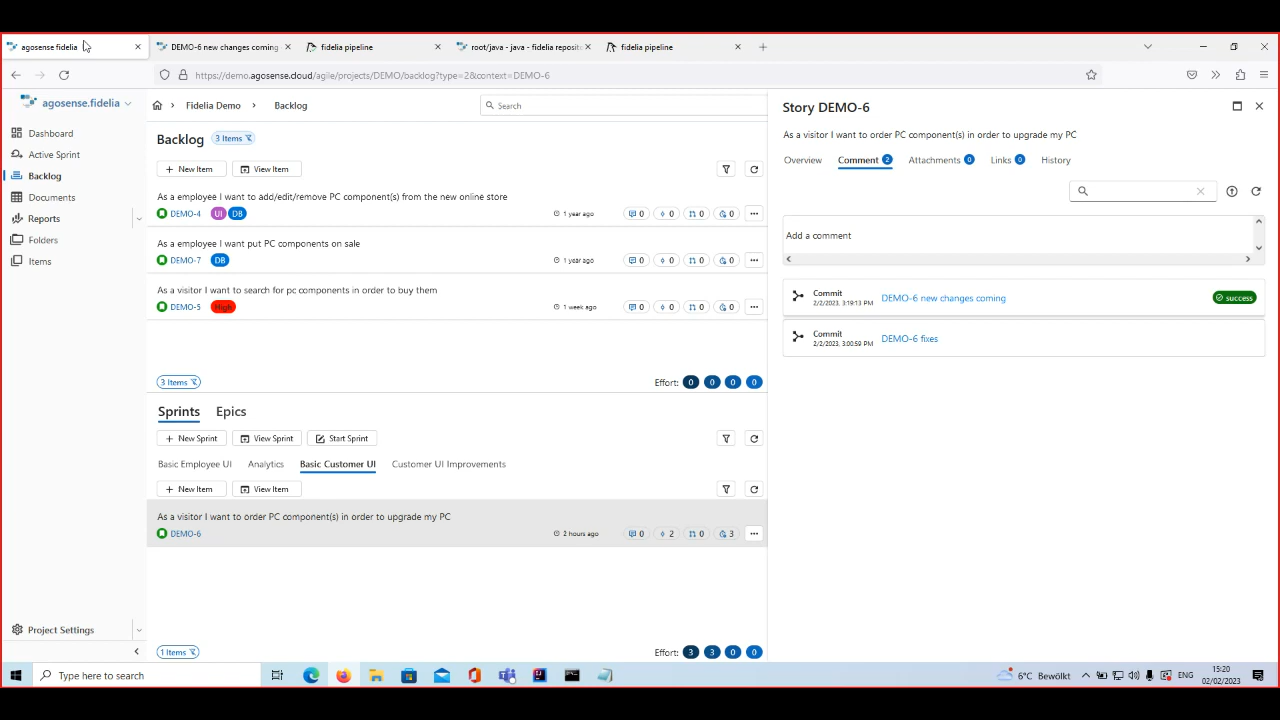 agosense fidelia
DEMO-6 new changes coming
fidelia pipeline
root/java - java - fidelia reposit
fidelia pipeline
https://demo.agosense.cloud/agile/projects/DEMO/backlog?type=2&context=DEMO-6
agosense.fidelia
Dashboard
Active Sprint
Backlog
Documents
Reports
Folders
Items
Project Settings
Fidelia Demo
Backlog
Search
Backlog
3 Items
New Item
View Item
As a employee I want to add/edit/remove PC component(s) from the new online store
DEMO-4 UI DB
1 year ago 0 0 0 0
As a employee I want put PC components on sale
DEMO-7 DB
1 year ago 0 0 0 0
As a visitor I want to search for pc components in order to buy them
DEMO-5 High
1 week ago 0 0 0 0
3 Items
Effort: 0 0 0 0
Sprints Epics
New Sprint View Sprint Start Sprint
Basic Employee UI Analytics Basic Customer UI Customer UI Improvements
New Item View Item
As a visitor I want to order PC component(s) in order to upgrade my PC
DEMO-6
2 hours ago 0 2 0 3
1 Items
Effort: 3 3 0 0
Story DEMO-6
As a visitor I want to order PC component(s) in order to upgrade my PC
Overview Comment 2 Attachments 0 Links 0 History
Add a comment
Commit
2/2/2023, 3:19:13 PM
DEMO-6 new changes coming
success
Commit
2/2/2023, 3:00:59 PM
DEMO-6 fixes
Type here to search
6°C Bewölkt
ENG
15:20
02/02/2023